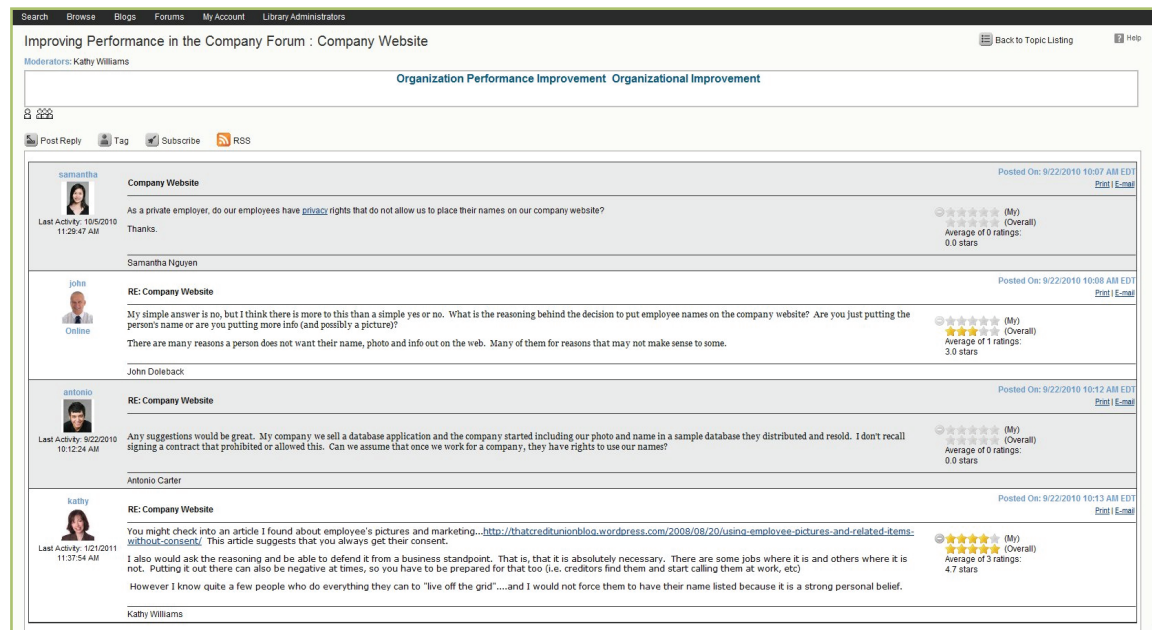 Search Browse Blogs Forums My Account Library Administrators
Improving Performance in the Company Forum : Company Website
Back to Topic Listing
Help
Moderators: Kathy Williams
Organization Performance Improvement Organizational Improvement
Post Reply Tag Subscribe RSS
samantha
Last Activity: 10/5/2010
11:29:47 AM
Company Website
Posted On: 9/22/2010 10:07 AM EDT
Print | E-mail
As a private employer, do our employees have privacy rights that do not allow us to place their names on our company website?
Thanks.
(My)
(Overall)
Average of 0 ratings:
0.0 stars
Samantha Nguyen
john
Online
RE: Company Website
Posted On: 9/22/2010 10:08 AM EDT
Print | E-mail
My simple answer is no, but I think there is more to this than a simple yes or no. What is the reasoning behind the decision to put employee names on the company website? Are you just putting the
person's name or are you putting more info (and possibly a picture)?
There are many reasons a person does not want their name, photo and info out on the web. Many of them for reasons that may not make sense to some.
(My)
(Overall)
Average of 1 ratings:
3.0 stars
John Doleback
antonio
Last Activity: 9/22/2010
10:12:24 AM
RE: Company Website
Posted On: 9/22/2010 10:12 AM EDT
Print | E-mail
Any suggestions would be great. My company we sell a database application and the company started including our photo and name in a sample database they distributed and resold. I don't recall
signing a contract that prohibited or allowed this. Can we assume that once we work for a company, they have rights to use our names?
(My)
(Overall)
Average of 0 ratings:
0.0 stars
Antonio Carter
kathy
Last Activity: 1/21/2011
11:37:54 AM
RE: Company Website
Posted On: 9/22/2010 10:13 AM EDT
Print | E-mail
You might check into an article I found about employee's pictures and marketing...http://thatcreditunionblog.wordpress.com/2008/08/20/using-employee-pictures-and-related-items-
without-consent/ This article suggests that you always get their consent.
I also would ask the reasoning and be able to defend it from a business standpoint. That is, that it is absolutely necessary. There are some jobs where it is and others where it is
not. Putting it out there can also be negative at times, so you have to be prepared for that too (i.e. creditors find them and start calling them at work, etc)
However I know quite a few people who do everything they can to "live off the grid"....and I would not force them to have their name listed because it is a strong personal belief.
(My)
(Overall)
Average of 3 ratings:
4.7 stars
Kathy Williams